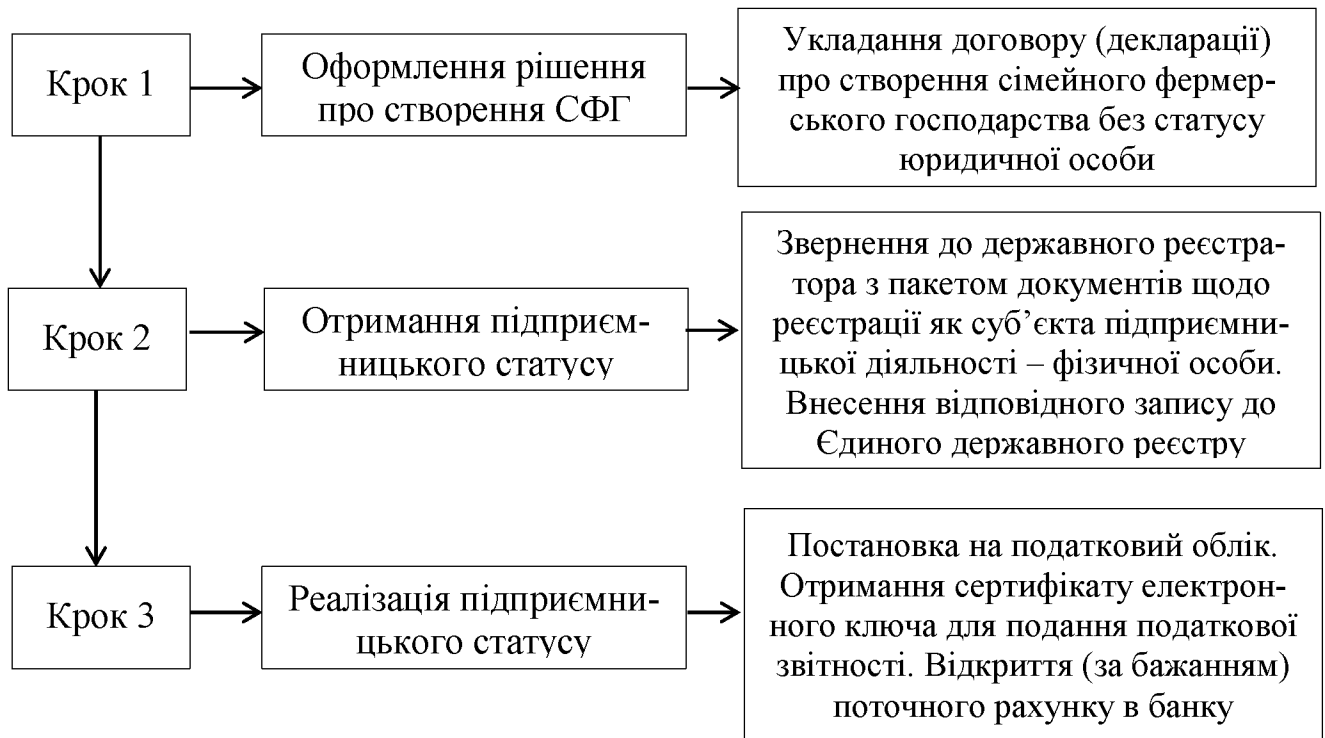 Крок 1
Оформлення рішення
про створення СФГ
Укладання договору (декларації)
про створення сімейного фермер-
ського господарства без статусу
юридичної особи
Крок 2
Отримання підприєм-
ницького статусу
Звернення до державного реєстра-
тора з пакетом документів щодо
реєстрації як суб’єкта підприємни-
цької діяльності – фізичної особи.
Внесення відповідного запису до
Єдиного державного реєстру
Крок 3
Реалізація підприємни-
цького статусу
Постановка на податковий облік.
Отримання сертифікату електрон-
ного ключа для подання податкової
звітності. Відкриття (за бажанням)
поточного рахунку в банку